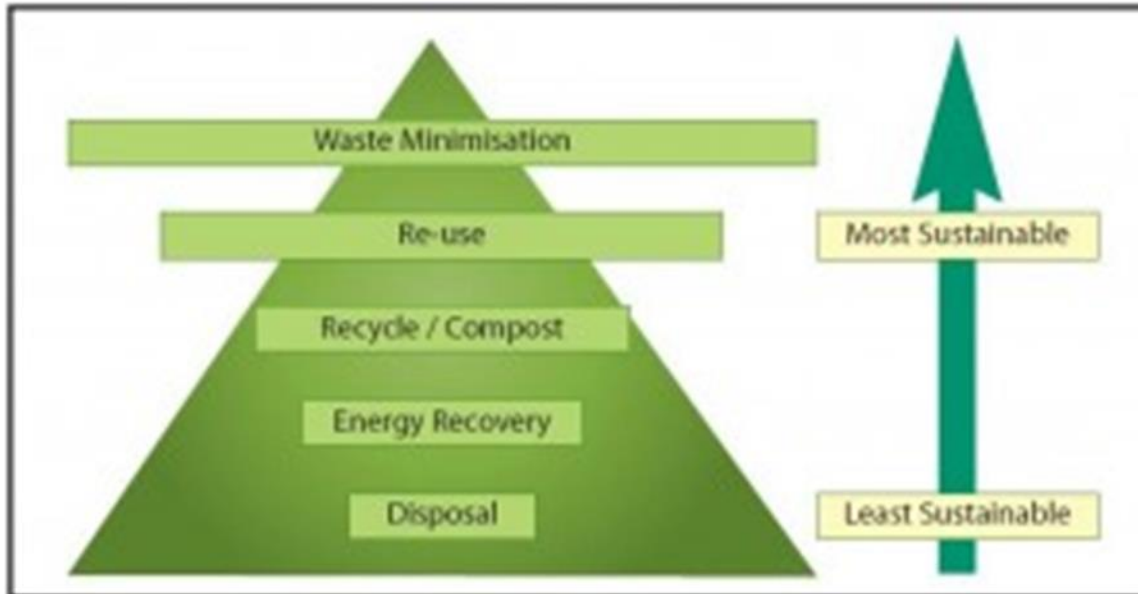 Waste Minimisation
Re-use
Most Sustainable
Recycle / Compost
Energy Recovery
Disposal
Least Sustainable